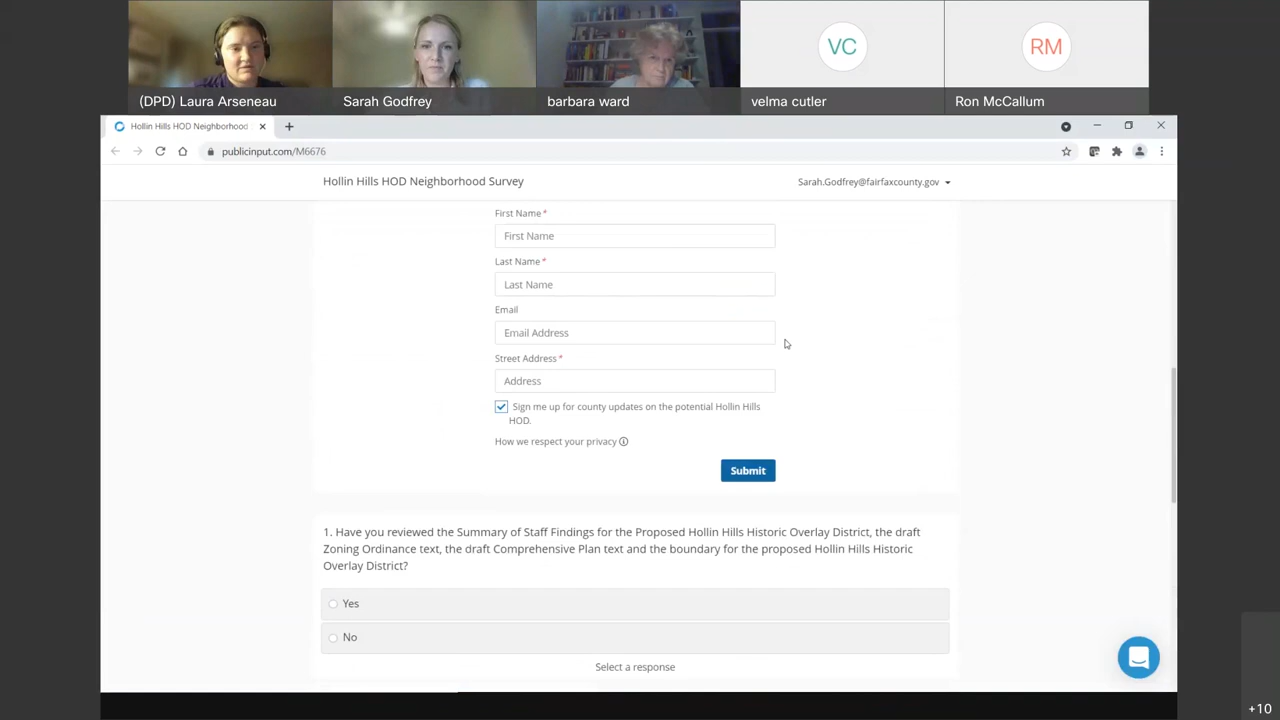 VC
RM
(DPD) Laura Arseneau
Sarah Godfrey
barbara ward
velma cutler
Ron McCallum
Hollin Hills HOD Neighborhood
publicinput.com/M6676
Hollin Hills HOD Neighborhood Survey
Sarah.Godfrey@fairfaxcounty.gov
First Name *
First Name
Last Name *
Last Name
Email
Email Address
Street Address *
Address
Sign me up for county updates on the potential Hollin Hills
HOD.
How we respect your privacy
Submit
1. Have you reviewed the Summary of Staff Findings for the Proposed Hollin Hills Historic Overlay District, the draft
Zoning Ordinance text, the draft Comprehensive Plan text and the boundary for the proposed Hollin Hills Historic
Overlay District?
Yes
No
Select a response
+10